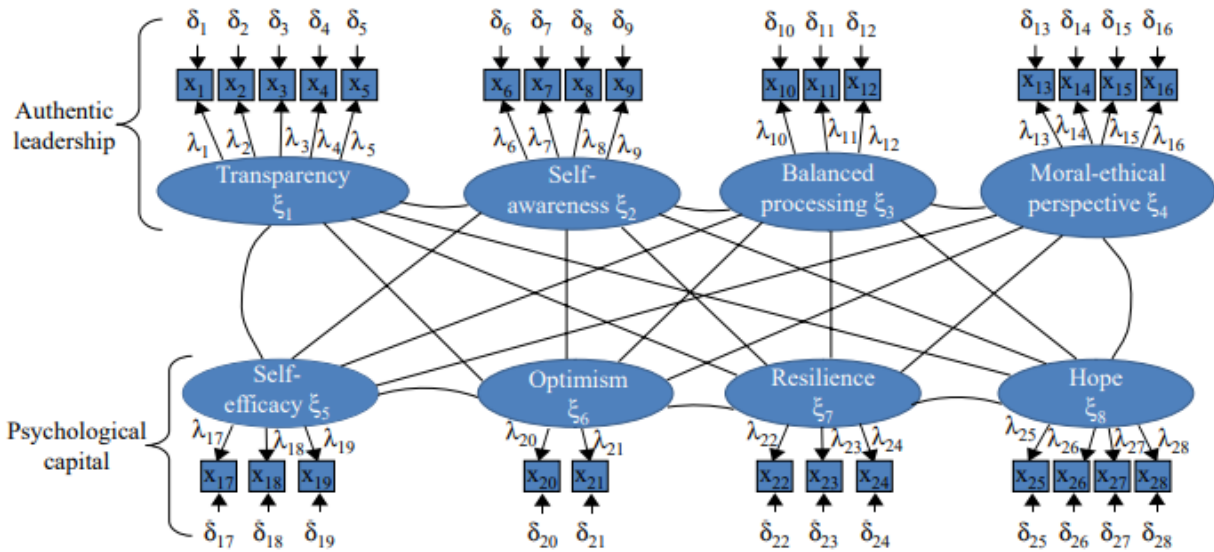 δ1 δ2 δ3 δ4 δ5 δ6 δ7 δ8 δ9 δ10 δ11 δ12 δ13 δ14 δ15 δ16
x1 x2 x3 x4 x5 x6 x7 x8 x9 x10 x11 x12 x13 x14 x15 x16
λ1 λ2 λ3 λ4 λ5 λ6 λ7 λ8 λ9 λ10 λ11 λ12 λ13 λ14 λ15 λ16
Authentic
leadership
Transparency
ξ1
Self-
awareness ξ2
Balanced
processing ξ3
Moral-ethical
perspective ξ4
Psychological
capital
Self-
efficacy ξ5
Optimism
ξ6
Resilience
ξ7
Hope
ξ8
λ17 λ18 λ19 λ20 λ21 λ22 λ23 λ24 λ25 λ26 λ27 λ28
x17 x18 x19 x20 x21 x22 x23 x24 x25 x26 x27 x28
δ17 δ18 δ19 δ20 δ21 δ22 δ23 δ24 δ25 δ26 δ27 δ28